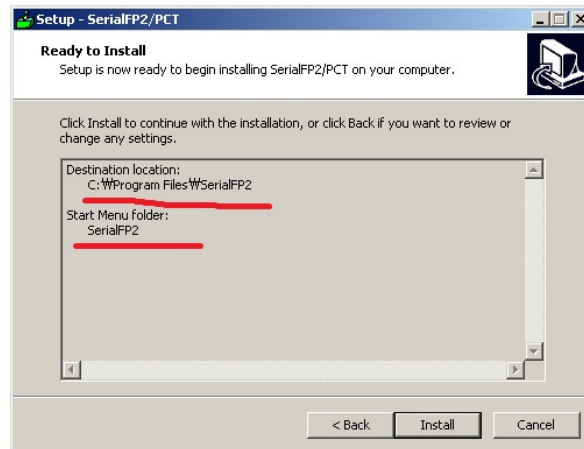 Setup - SerialFP2/PCT
Ready to Install
Setup is now ready to begin installing SerialFP2/PCT on your computer.
Click Install to continue with the installation, or click Back if you want to review or
change any settings.
Destination location:
C:₩Program Files₩SerialFP2
Start Menu folder:
SerialFP2
< Back
Install
Cancel